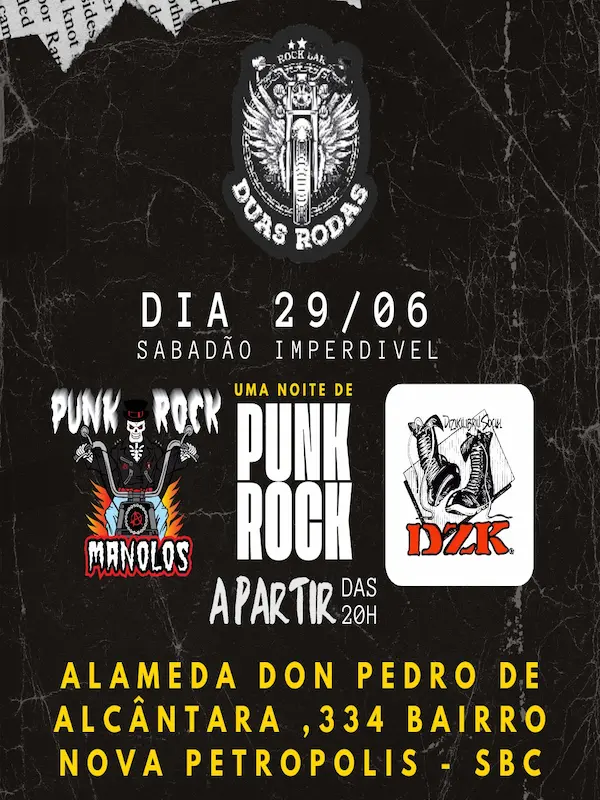 ROCK BAR
DUAS RODAS
DIA 29/06
SABADÃO IMPERDIVEL
PUNK ROCK
MANOLOS
UMA NOITE DE
PUNK
ROCK
DZK
A PARTIR DAS
20H
ALAMEDA DON PEDRO DE
ALCÂNTARA ,334 BAIRRO
NOVA PETROPOLIS - SBC